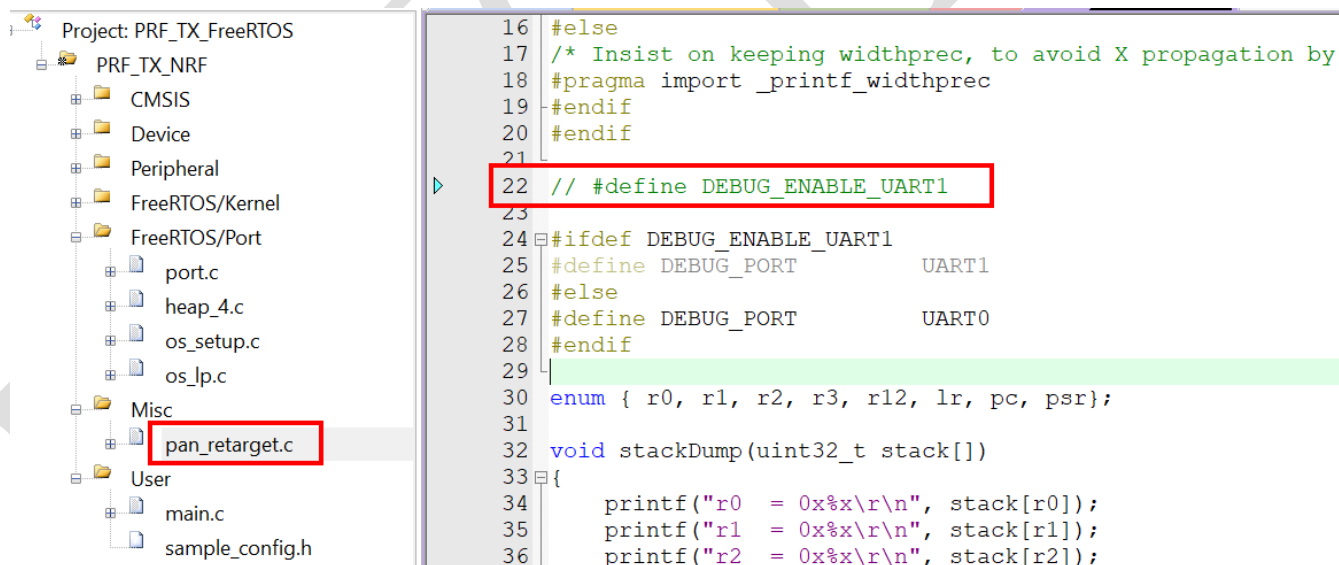 Project: PRF_TX_FreeRTOS
PRF_TX_NRF
CMSIS
Device
Peripheral
FreeRTOS/Kernel
FreeRTOS/Port
port.c
heap_4.c
os_setup.c
os_lp.c
Misc
pan_retarget.c
User
main.c
sample_config.h
16 #else
17 /* Insist on keeping widthprec, to avoid X propagation by
18 #pragma import _printf_widthprec
19 #endif
20 #endif
21
22 // #define DEBUG_ENABLE_UART1
23
24 #ifdef DEBUG_ENABLE_UART1
25 #define DEBUG_PORT UART1
26 #else
27 #define DEBUG_PORT UART0
28 #endif
29
30 enum { r0, r1, r2, r3, r12, lr, pc, psr};
31
32 void stackDump(uint32_t stack[])
33 {
34 printf("r0 = 0x%x\r\n", stack[r0]);
35 printf("r1 = 0x%x\r\n", stack[r1]);
36 printf("r2 = 0x%x\r\n", stack[r2]);